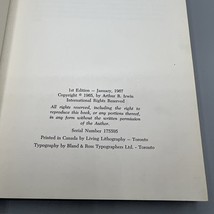 1st Edition – January, 1967
Copyright © 1965, by Arthur B. Irwin
International Rights Reserved
All rights reserved, including the right to
reproduce this book, or any portions thereof,
in any form without the written permission
of the Author.
Serial Number 175593
Printed in Canada by Living Lithography – Toronto
Typography by Bland & Ross Typographers Ltd. – Toronto